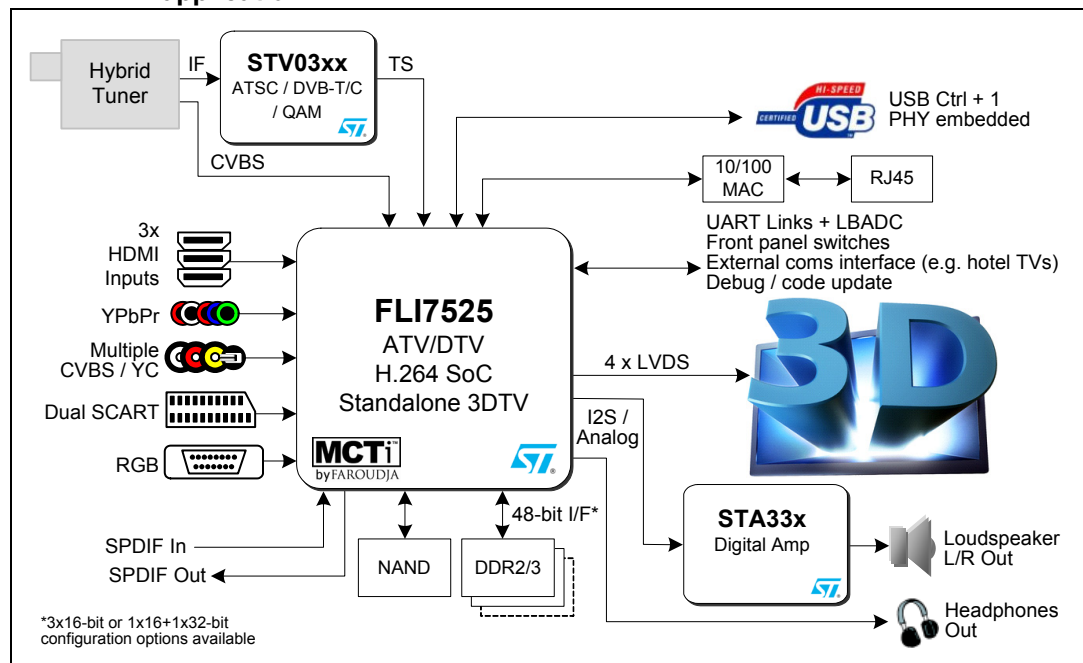 Hybrid
Tuner
IF
STV03xx
ATSC / DVB-T/C
/ QAM
ST
TS
CVBS
HI-SPEED
CERTIFIED USB
USB Ctrl + 1
PHY embedded
10/100
MAC
RJ45
UART Links + LBADC
Front panel switches
External coms interface (e.g. hotel TVs)
Debug / code update
3x
HDMI
Inputs
YPbPr
Multiple
CVBS / YC
Dual SCART
RGB
FLI7525
ATV/DTV
H.264 SoC
Standalone 3DTV
MCTi™
byFAROUDJA
ST
4 x LVDS
3D
I2S /
Analog
STA33x
Digital Amp
ST
Loudspeaker
L/R Out
Headphones
Out
SPDIF In
SPDIF Out
NAND
48-bit I/F*
DDR2/3
*3x16-bit or 1x16+1x32-bit
configuration options available